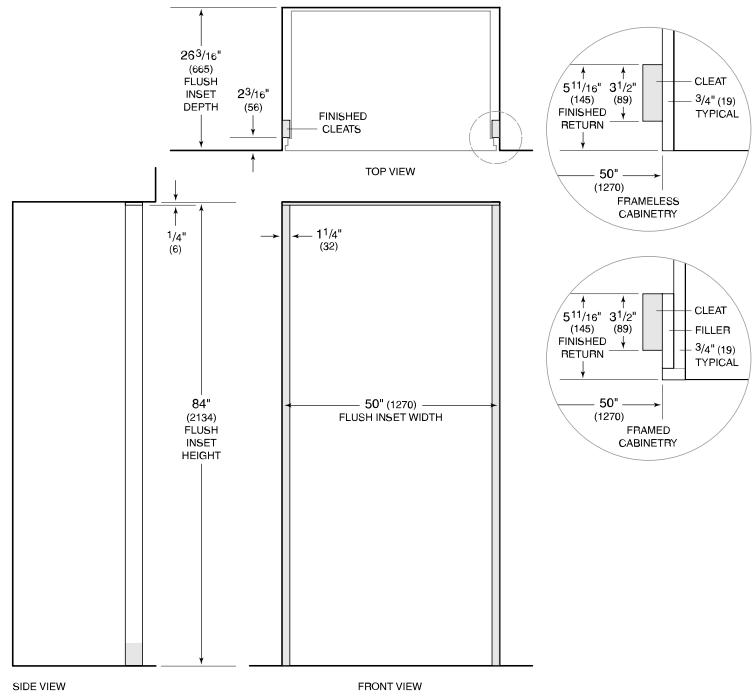 26 3/16"
(665)
FLUSH
INSET
DEPTH
2 3/16"
(56)
FINISHED
CLEATS
TOP VIEW
5 11/16"
(145)
FINISHED
RETURN
3 1/2"
(89)
CLEAT
3/4" (19)
TYPICAL
50"
(1270)
FRAMELESS
CABINETRY
1/4"
(6)
1 1/4"
(32)
5 11/16"
(145)
FINISHED
RETURN
3 1/2"
(89)
CLEAT
FILLER
3/4" (19)
TYPICAL
50"
(1270)
FRAMED
CABINETRY
84"
(2134)
FLUSH
INSET
HEIGHT
50" (1270)
FLUSH INSET WIDTH
SIDE VIEW
FRONT VIEW